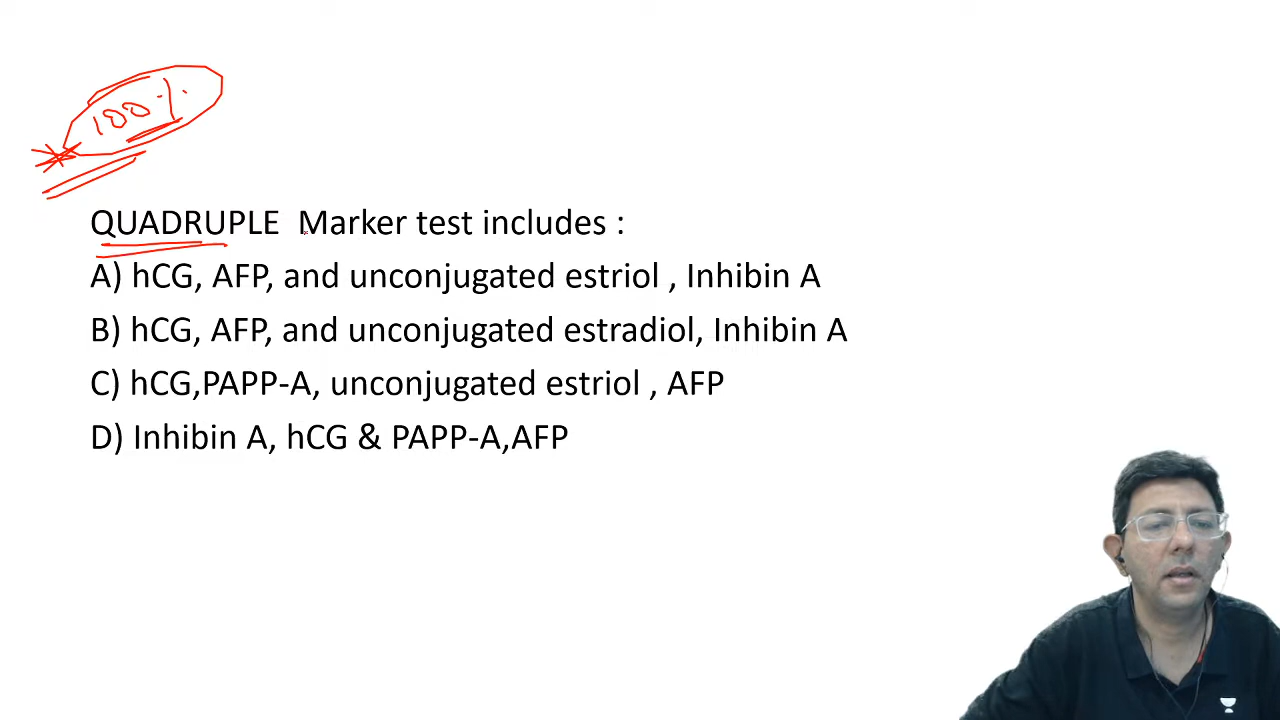 100%
QUADRUPLE Marker test includes :
A) hCG, AFP, and unconjugated estriol , Inhibin A
B) hCG, AFP, and unconjugated estradiol, Inhibin A
C) hCG,PAPP-A, unconjugated estriol , AFP
D) Inhibin A, hCG & PAPP-A,AFP